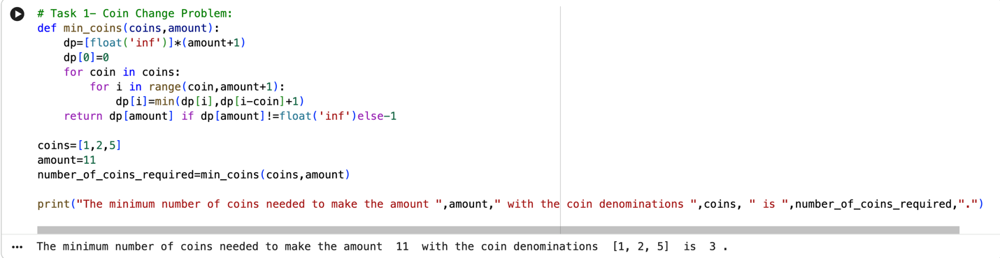 # Task 1- Coin Change Problem:
def min_coins(coins,amount):
    dp=[float('inf')]*(amount+1)
    dp[0]=0
    for coin in coins:
        for i in range(coin,amount+1):
            dp[i]=min(dp[i],dp[i-coin]+1)
    return dp[amount] if dp[amount]!=float('inf')else-1

coins=[1,2,5]
amount=11
number_of_coins_required=min_coins(coins,amount)

print("The minimum number of coins needed to make the amount ",amount," with the coin denominations ",coins, " is ",number_of_coins_required,".")
The minimum number of coins needed to make the amount  11  with the coin denominations  [1, 2, 5]  is  3 .